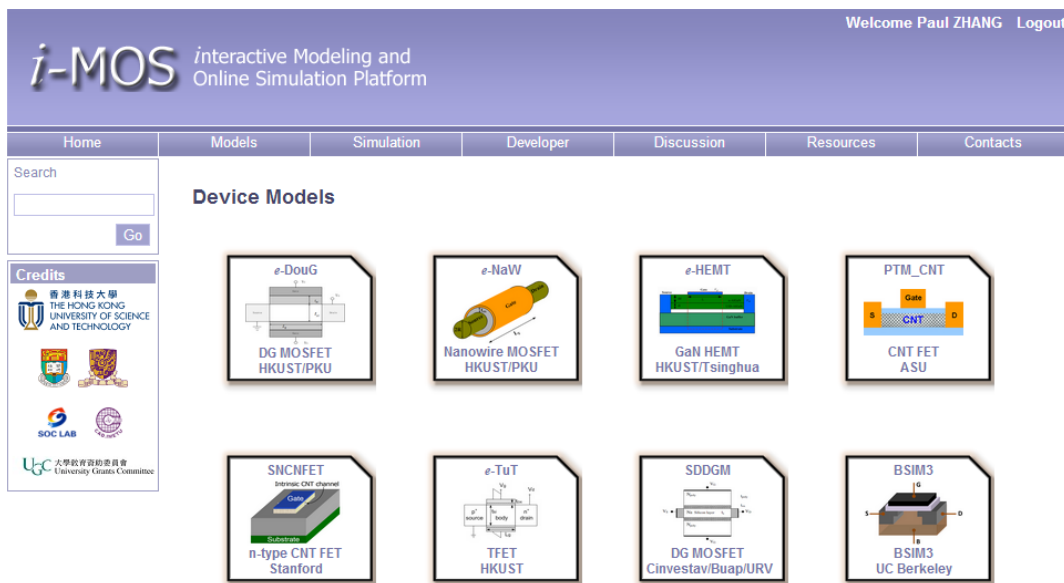 Welcome Paul ZHANG Logout
i-MOS
interactive Modeling and
Online Simulation Platform
Home Models Simulation Developer Discussion Resources Contacts
Search
Go
Credits
香港科技大學
THE HONG KONG
UNIVERSITY OF SCIENCE
AND TECHNOLOGY
SOC LAB
UGC 大學教育資助委員會
University Grants Committee
Device Models
e-DouG
DG MOSFET
HKUST/PKU
e-NaW
Gate
Drain
Nanowire MOSFET
HKUST/PKU
e-HEMT
GaN HEMT
HKUST/Tsinghua
PTM_CNT
Gate
S CNT D
CNT FET
ASU
SNCNFET
Intrinsic CNT channel
Gate
Substrate
n-type CNT FET
Stanford
e-TuT
p+ source body n+ drain
TFET
HKUST
SDDGM
DG MOSFET
Cinvestav/Buap/URV
BSIM3
G
S D
B
BSIM3
UC Berkeley